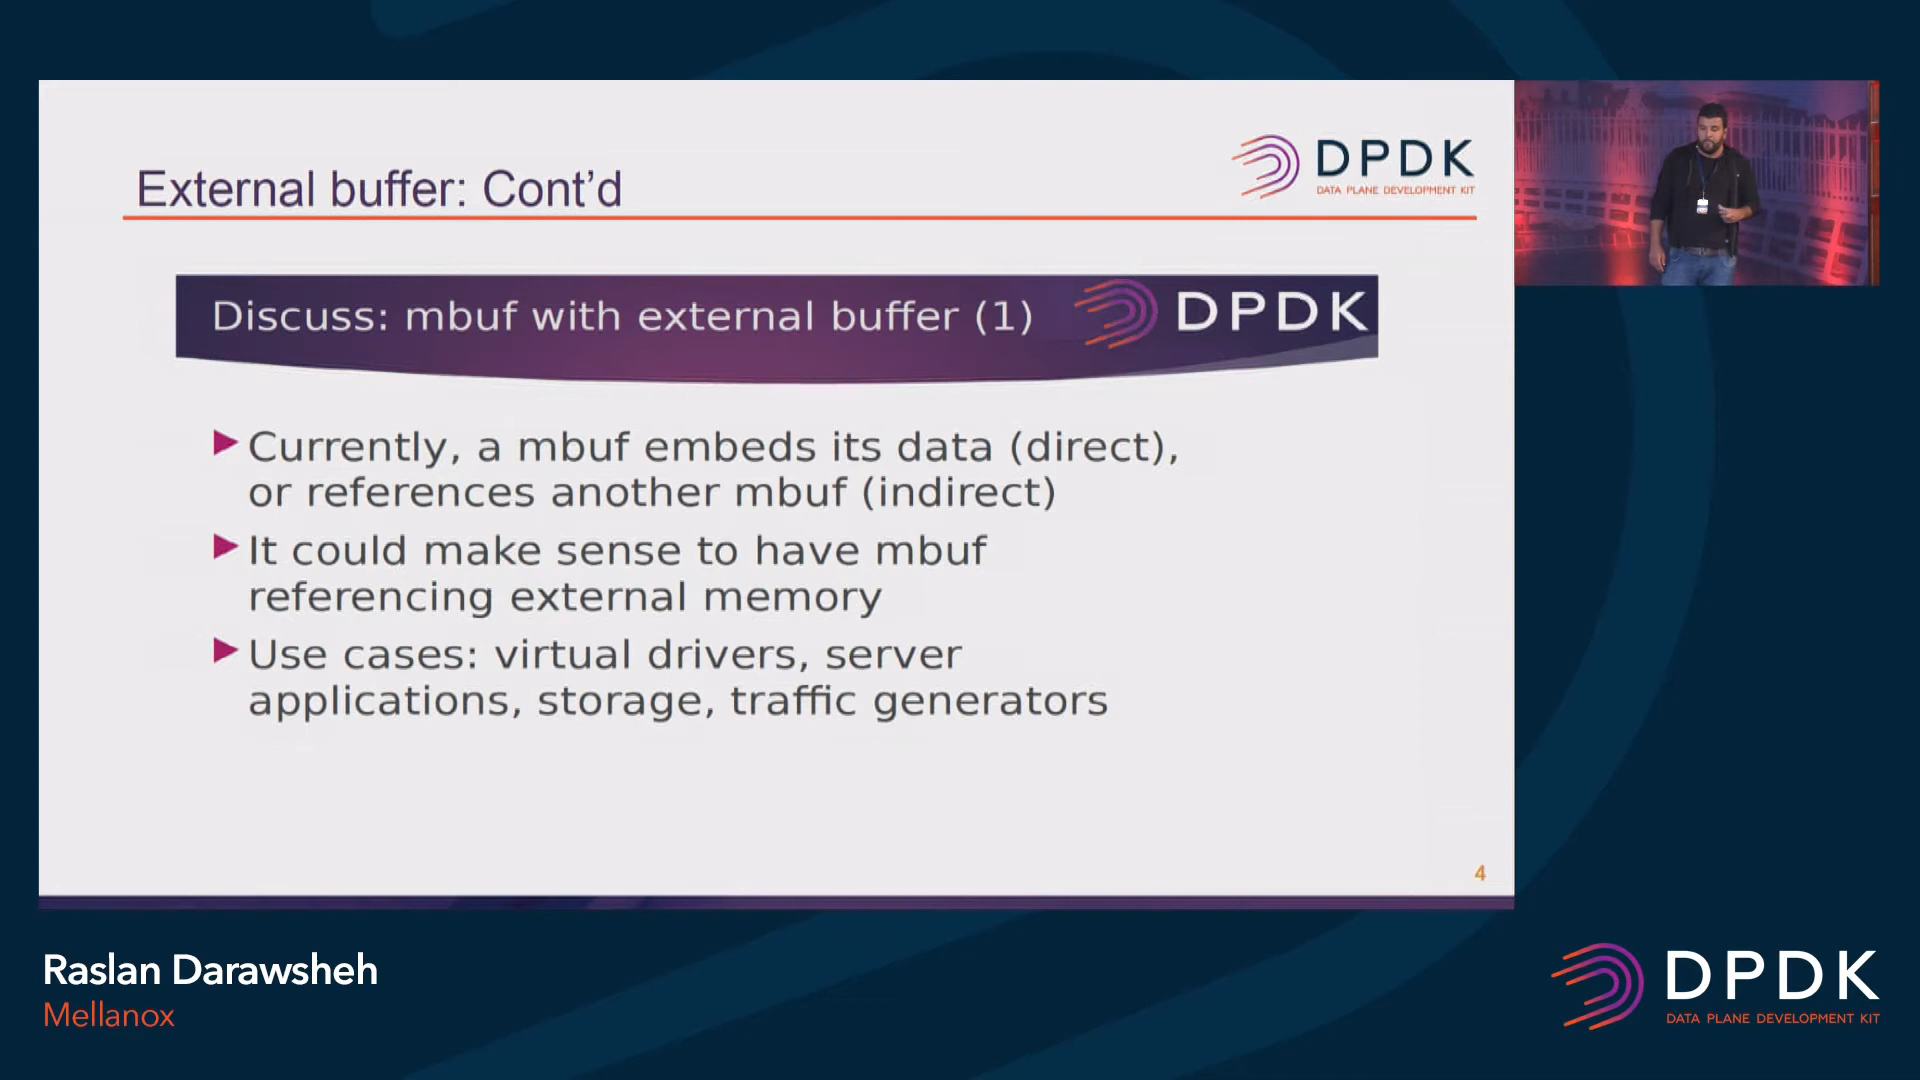 External buffer: Cont’d
DPDK
DATA PLANE DEVELOPMENT KIT
Discuss: mbuf with external buffer (1)
DPDK
Currently, a mbuf embeds its data (direct),
or references another mbuf (indirect)
It could make sense to have mbuf
referencing external memory
Use cases: virtual drivers, server
applications, storage, traffic generators
4
Raslan Darawsheh
Mellanox
DPDK
DATA PLANE DEVELOPMENT KIT